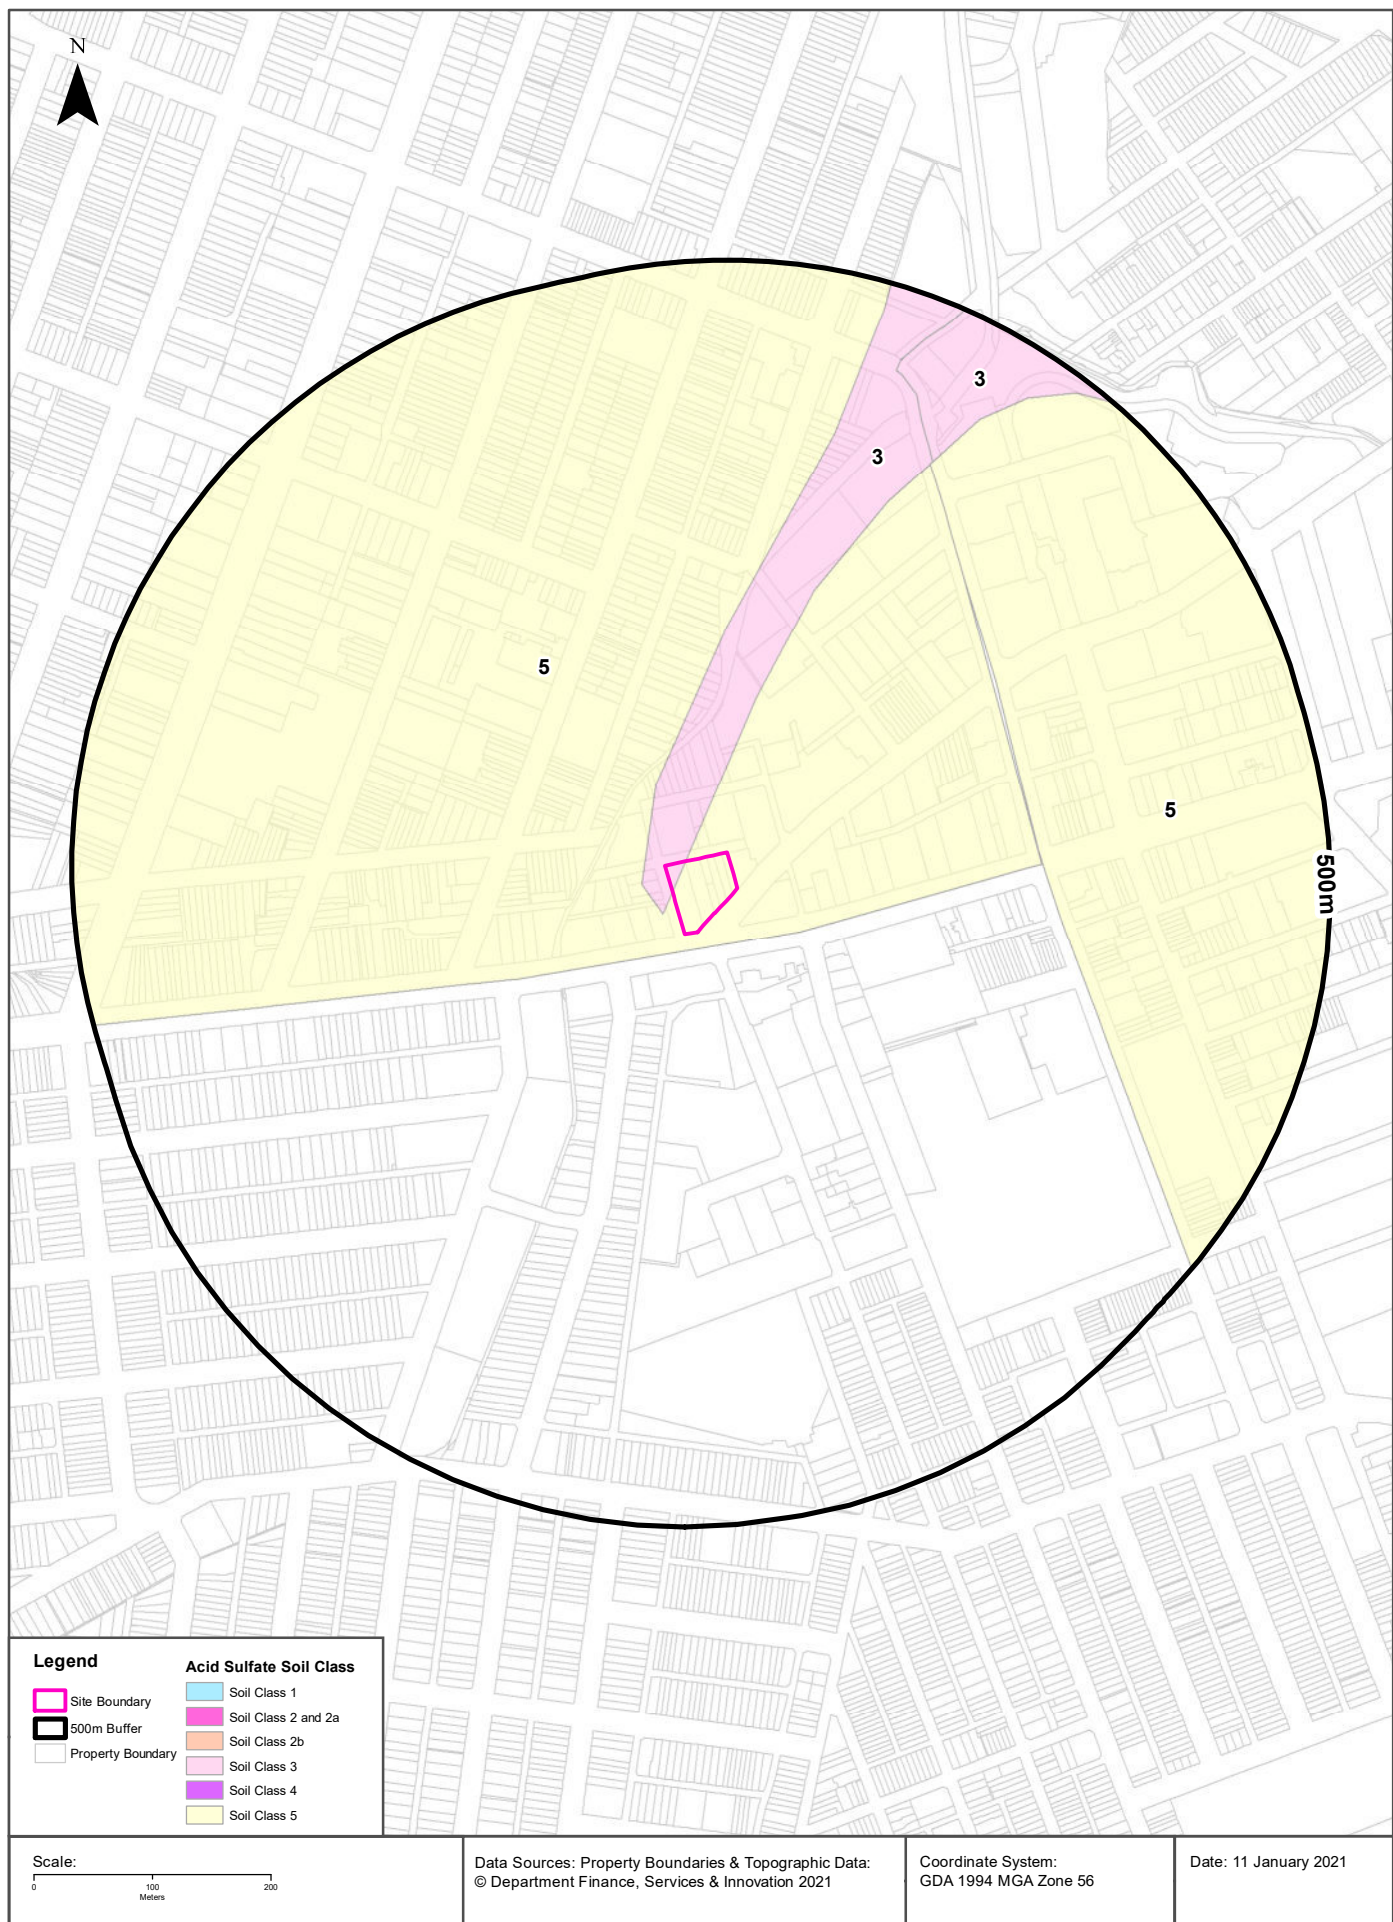 N
3
3
5
5
500m
Legend
Site Boundary
500m Buffer
Property Boundary
Acid Sulfate Soil Class
Soil Class 1
Soil Class 2 and 2a
Soil Class 2b
Soil Class 3
Soil Class 4
Soil Class 5
Scale:
0 100 200
Meters
Data Sources: Property Boundaries & Topographic Data:
© Department Finance, Services & Innovation 2021
Coordinate System:
GDA 1994 MGA Zone 56
Date: 11 January 2021